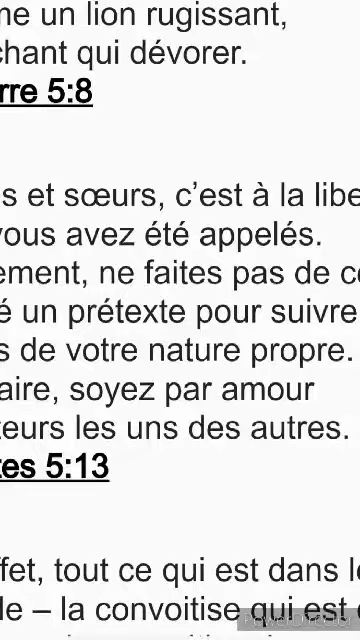 me un lion rugissant,
chant qui dévorer.
rre 5:8
s et sœurs, c’est à la libe
vous avez été appelés.
ement, ne faites pas de c
é un prétexte pour suivre
s de votre nature propre.
aire, soyez par amour
teurs les uns des autres.
tes 5:13
ffet, tout ce qui est dans l
de – la convoitise qui est